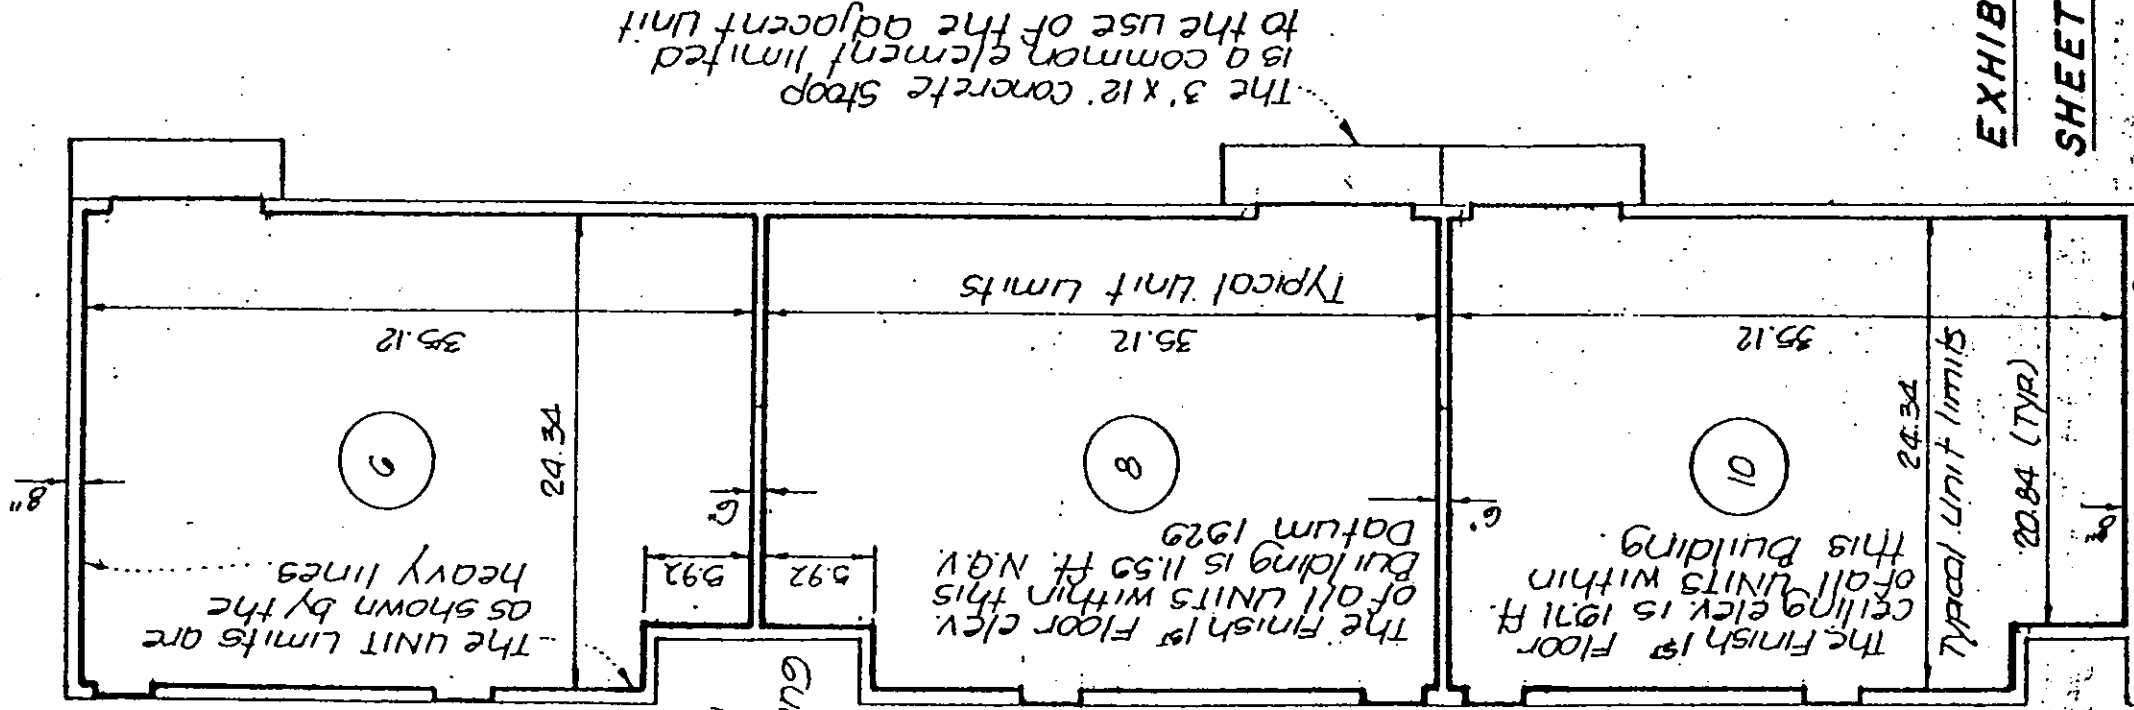 The Finish 1st Floor
ceiling elev. is 19.71 ft.
of all UNITS within
this Building.
The Finish 1st Floor elev.
of all UNITS within this
Building is 11.55 ft. N.G.V.
Datum 1929
The UNIT Limits are
as shown by the
heavy lines
5.92
5.92
8"
6"
6"
8"
10
8
6
20.84 (Typ.)
Typical unit limits
24.34
24.34
35.12
35.12
35.12
Typical Unit Limits
The 3' x 12' Concrete Stoop
is a common element limited
to the use of the adjacent unit
EXHIB
SHEET